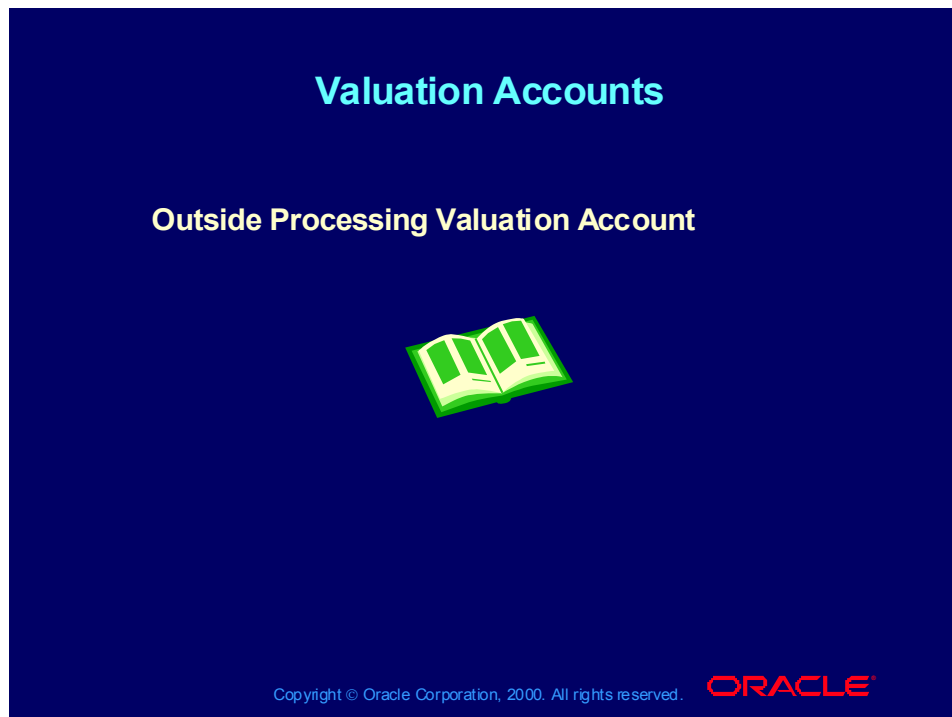 Valuation Accounts
Outside Processing Valuation Account
Copyright © Oracle Corporation, 2000. All rights reserved.
ORACLE®